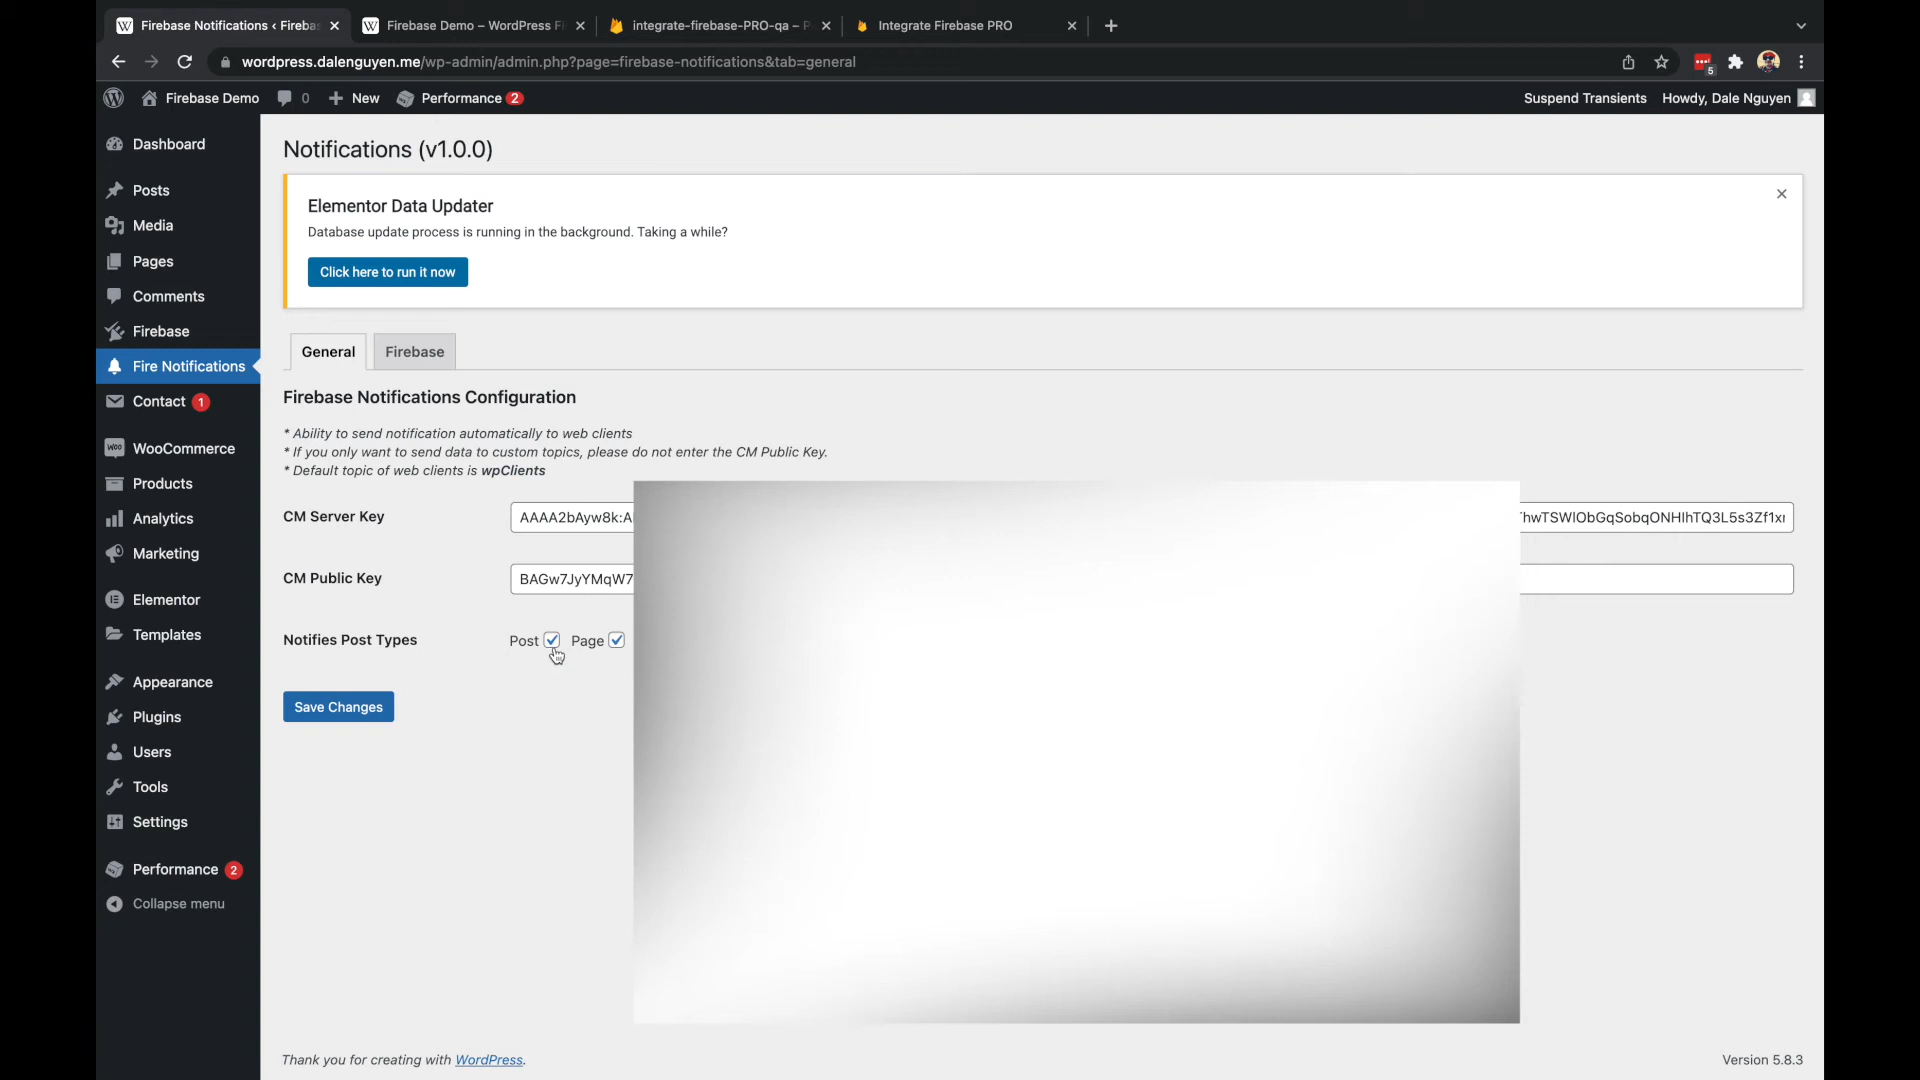 Firebase Notifications ‹ Fireba
Firebase Demo – WordPress Fi
integrate-firebase-PRO-qa – P
Integrate Firebase PRO
wordpress.dalenguyen.me/wp-admin/admin.php?page=firebase-notifications&tab=general
5
Firebase Demo
0
New
Performance 2
Suspend Transients
Howdy, Dale Nguyen
Dashboard
Posts
Media
Pages
Comments
Firebase
Fire Notifications
Contact 1
WooCommerce
Products
Analytics
Marketing
Elementor
Templates
Appearance
Plugins
Users
Tools
Settings
Performance 2
Collapse menu
Notifications (v1.0.0)
Elementor Data Updater
Database update process is running in the background. Taking a while?
Click here to run it now
General
Firebase
Firebase Notifications Configuration
* Ability to send notification automatically to web clients
* If you only want to send data to custom topics, please do not enter the CM Public Key.
* Default topic of web clients is wpClients
CM Server Key
AAAA2bAyw8k:A
CM Public Key
BAGw7JyYMqW7
Notifies Post Types
Post
Page
Save Changes
Thank you for creating with WordPress.
Version 5.8.3